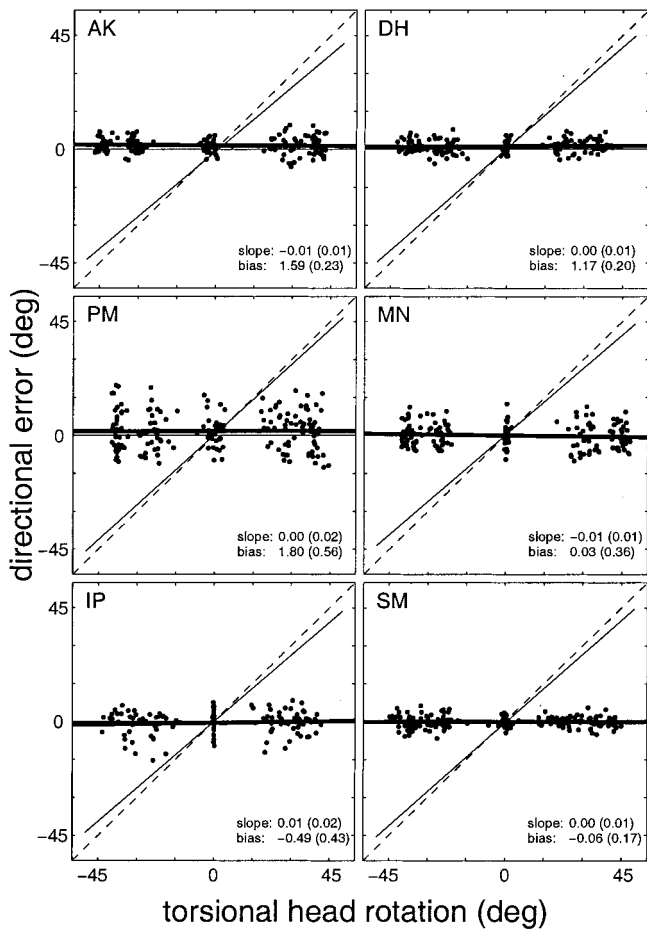 AK
DH
45
0
-45
slope: -0.01 (0.01)
bias: 1.59 (0.23)
slope: 0.00 (0.01)
bias: 1.17 (0.20)
PM
MN
45
0
-45
slope: 0.00 (0.02)
bias: 1.80 (0.56)
slope: -0.01 (0.01)
bias: 0.03 (0.36)
IP
SM
45
0
-45
slope: 0.01 (0.02)
bias: -0.49 (0.43)
slope: 0.00 (0.01)
bias: -0.06 (0.17)
-45 0 45
-45 0 45
directional error (deg)
torsional head rotation (deg)